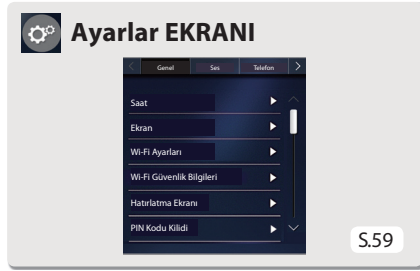 Ayarlar EKRANI
Genel Ses Telefon
Saat
Ekran
Wi-Fi Ayarları
Wi-Fi Güvenlik Bilgileri
Hatırlatma Ekranı
PIN Kodu Kilidi
S.59